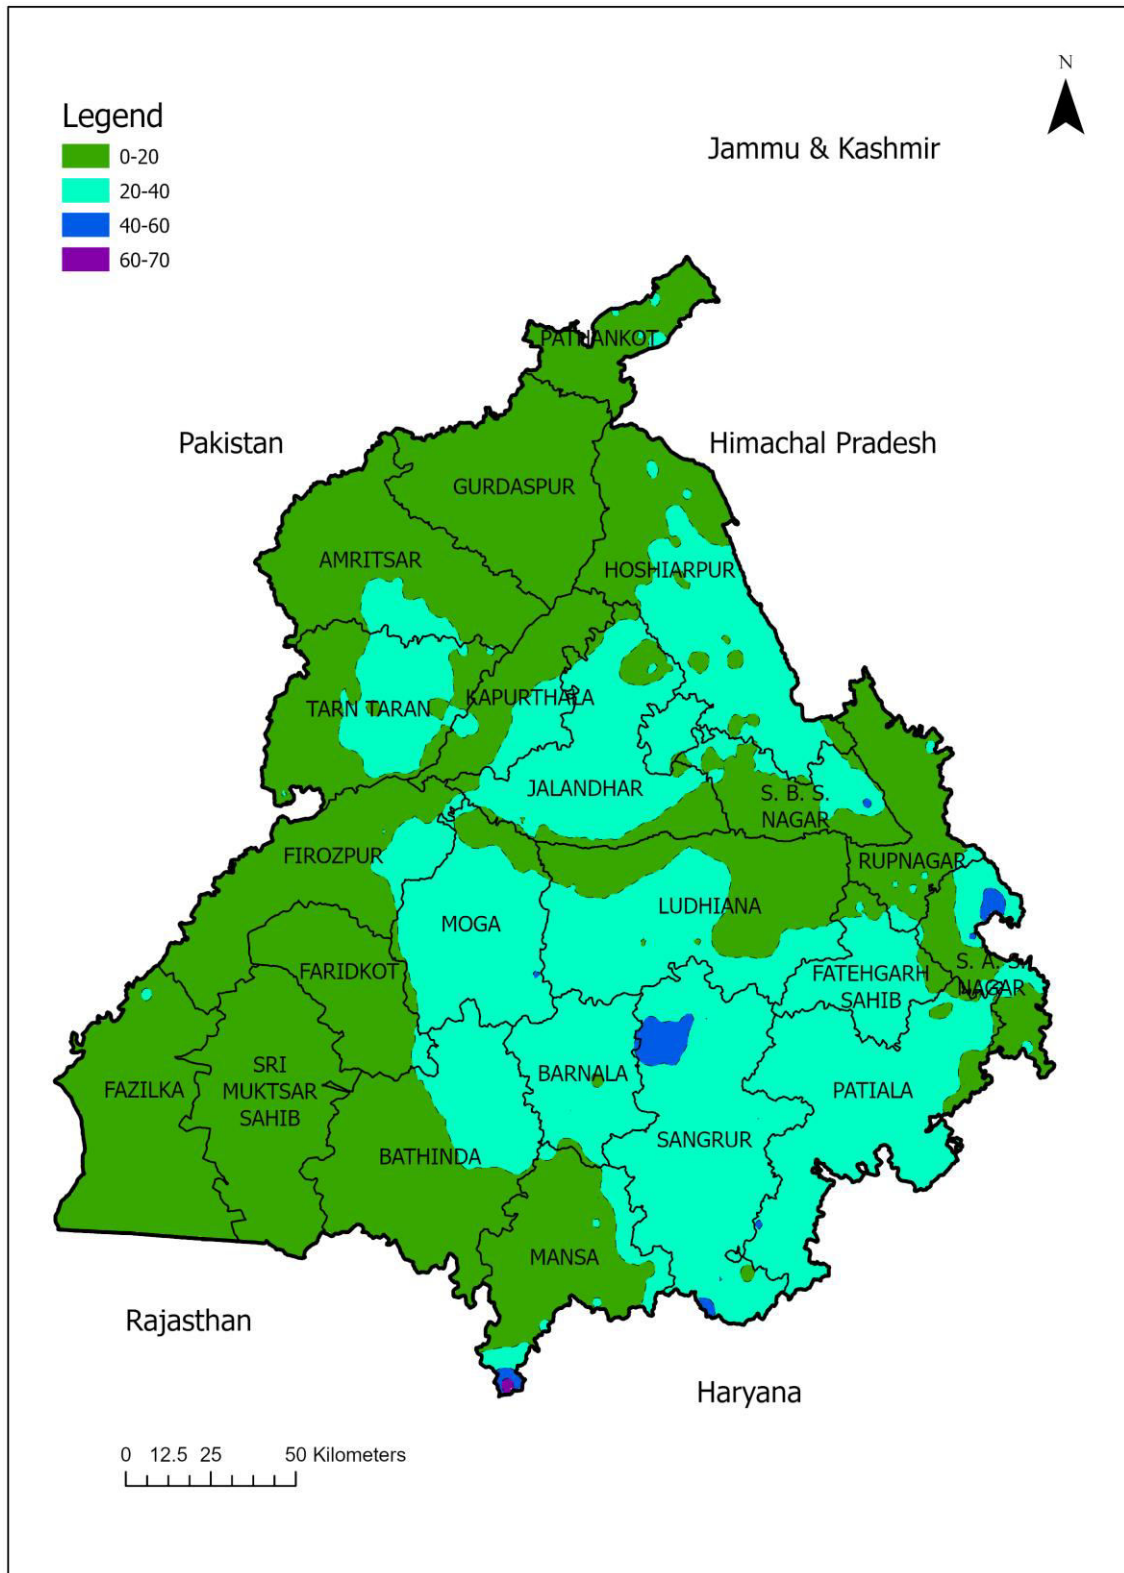 N
Legend
0-20
20-40
40-60
60-70
Jammu & Kashmir
PATHANKOT
Pakistan
Himachal Pradesh
GURDASPUR
AMRITSAR
HOSHIARPUR
TARN TARAN
KAPURTHALA
JALANDHAR
S. B. S.
NAGAR
FIROZPUR
RUPNAGAR
LUDHIANA
MOGA
FARIDKOT
FATEHGARH
SAHIB
S. A. S.
NAGAR
FAZILKA
SRI
MUKTSAR
SAHIB
BARNALA
PATIALA
BATHINDA
SANGRUR
MANSA
Rajasthan
Haryana
0 12.5 25 50 Kilometers